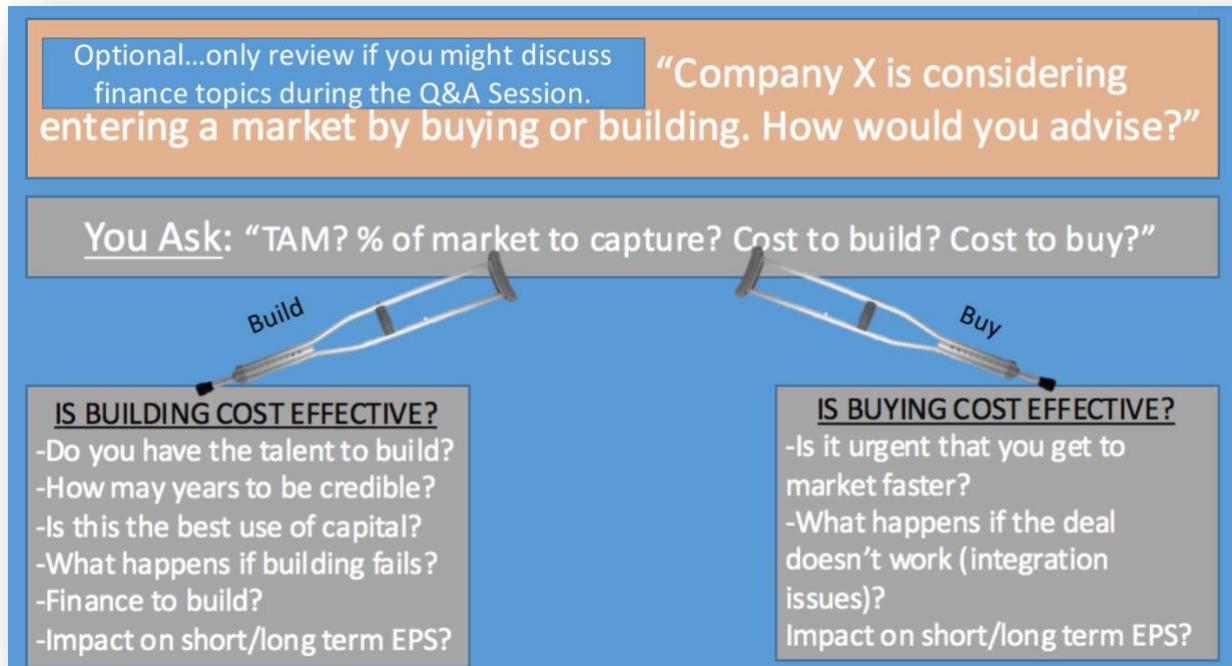 Optional...only review if you might discuss
finance topics during the Q&A Session.
“Company X is considering
entering a market by buying or building. How would you advise?”
You Ask: “TAM? % of market to capture? Cost to build? Cost to buy?”
Build
Buy
IS BUILDING COST EFFECTIVE?
-Do you have the talent to build?
-How may years to be credible?
-Is this the best use of capital?
-What happens if building fails?
-Finance to build?
-Impact on short/long term EPS?
IS BUYING COST EFFECTIVE?
-Is it urgent that you get to
market faster?
-What happens if the deal
doesn’t work (integration
issues)?
Impact on short/long term EPS?